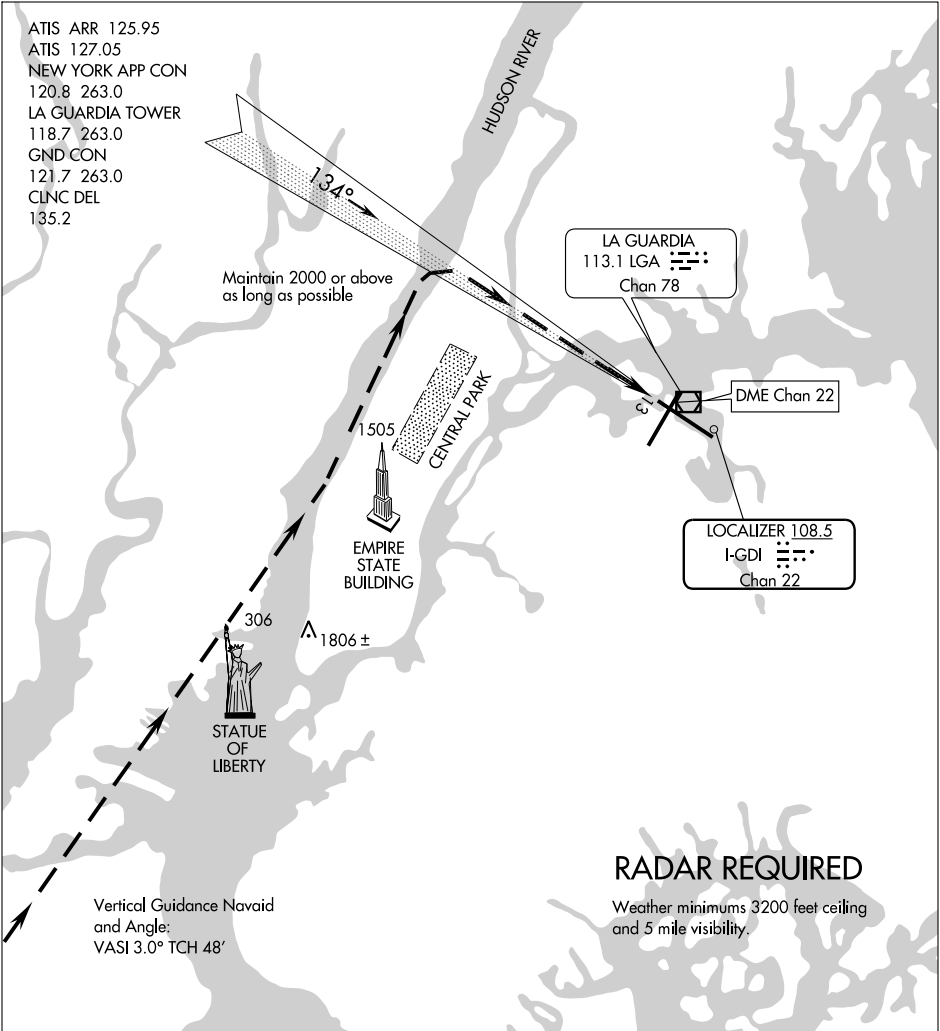 ATIS ARR 125.95
ATIS 127.05
NEW YORK APP CON
120.8 263.0
LA GUARDIA TOWER
118.7 263.0
GND CON
121.7 263.0
CLNC DEL
135.2
HUDSON RIVER
134°
Maintain 2000 or above
as long as possible
LA GUARDIA
113.1 LGA
Chan 78
DME Chan 22
13
CENTRAL PARK
1505
EMPIRE
STATE
BUILDING
LOCALIZER 108.5
I-GDI
Chan 22
306
1806 ±
STATUE
OF
LIBERTY
RADAR REQUIRED
Weather minimums 3200 feet ceiling
and 5 mile visibility.
Vertical Guidance Navaid
and Angle:
VASI 3.0° TCH 48'